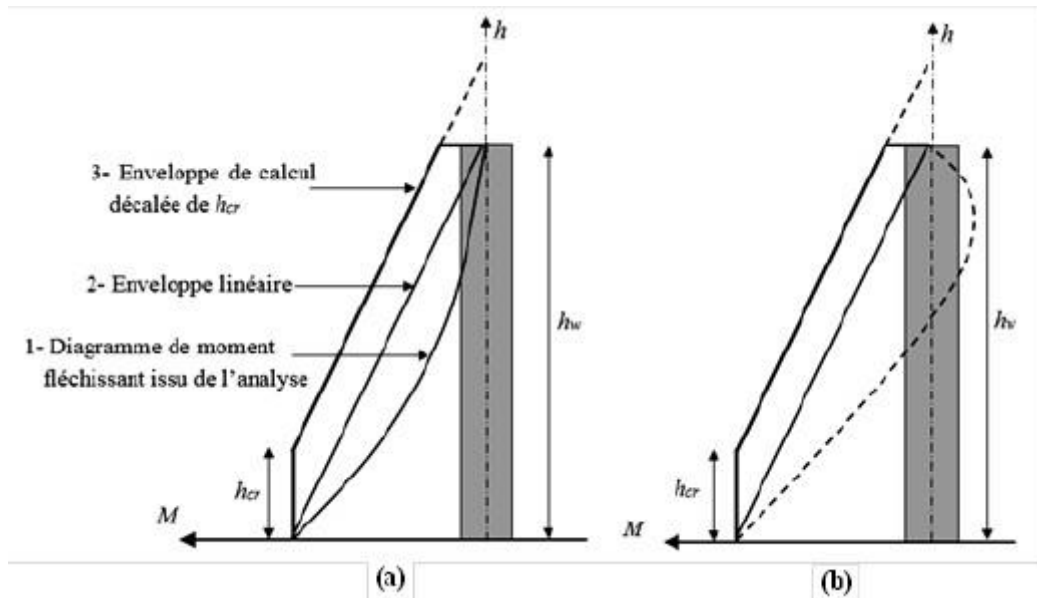 h
3- Enveloppe de calcul
décalée de hcr
2- Enveloppe linéaire
1- Diagramme de moment
fléchissant issu de l'analyse
hw
hcr
M
(a)
h
hw
hcr
M
(b)